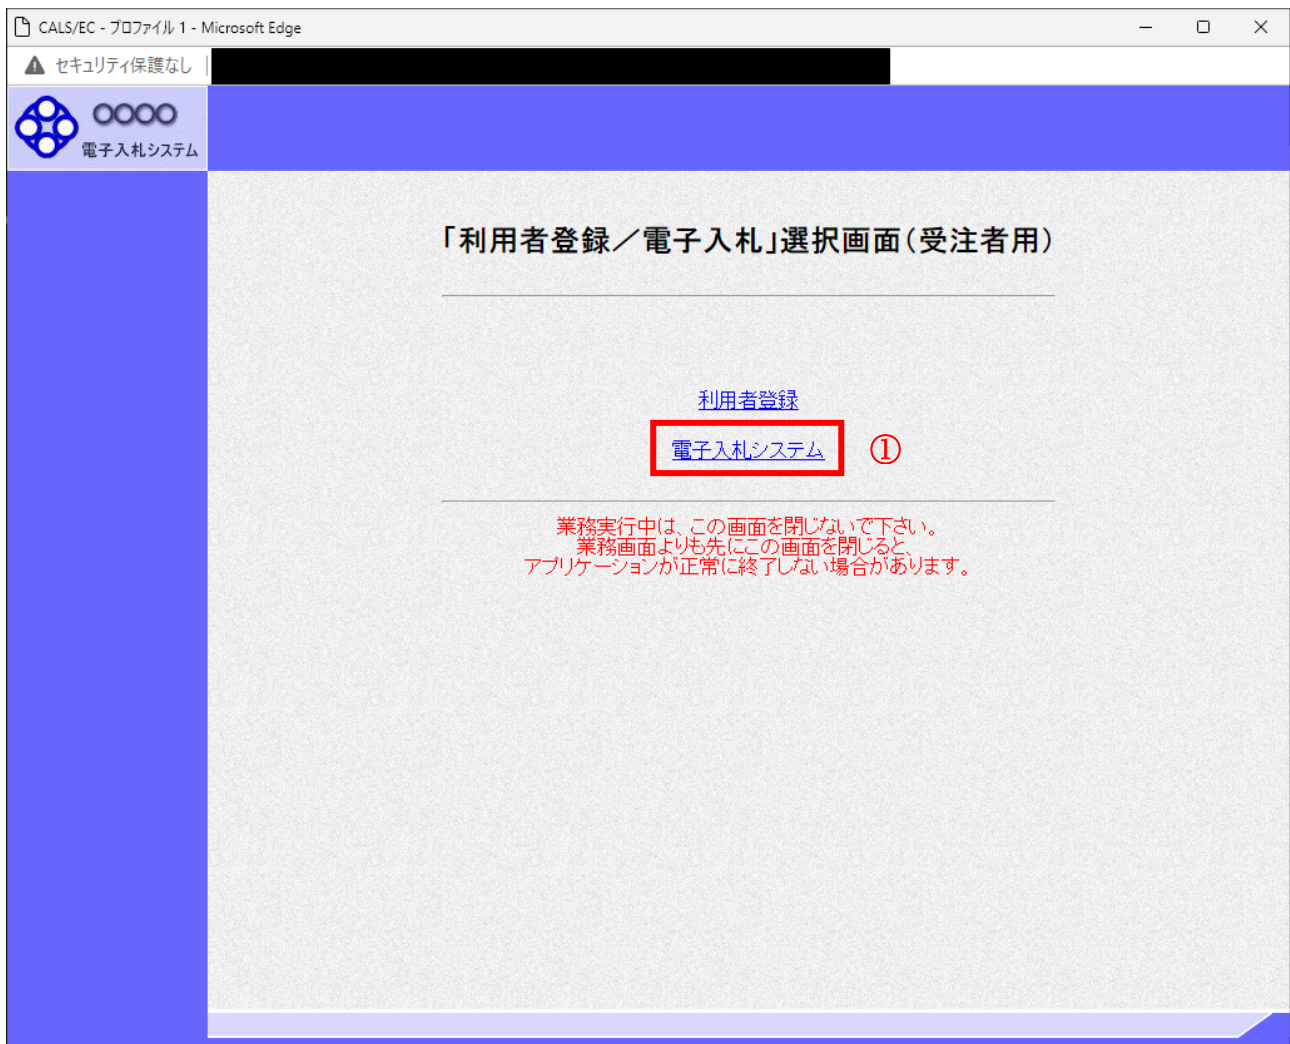 CALS/EC - プロファイル 1 - Microsoft Edge
セキュリティ保護なし
○○○○
電子入札システム
「利用者登録／電子入札」選択画面（受注者用）
利用者登録
電子入札システム ①
業務実行中は、この画面を閉じないで下さい。
業務画面よりも先にこの画面を閉じると、
アプリケーションが正常に終了しない場合があります。